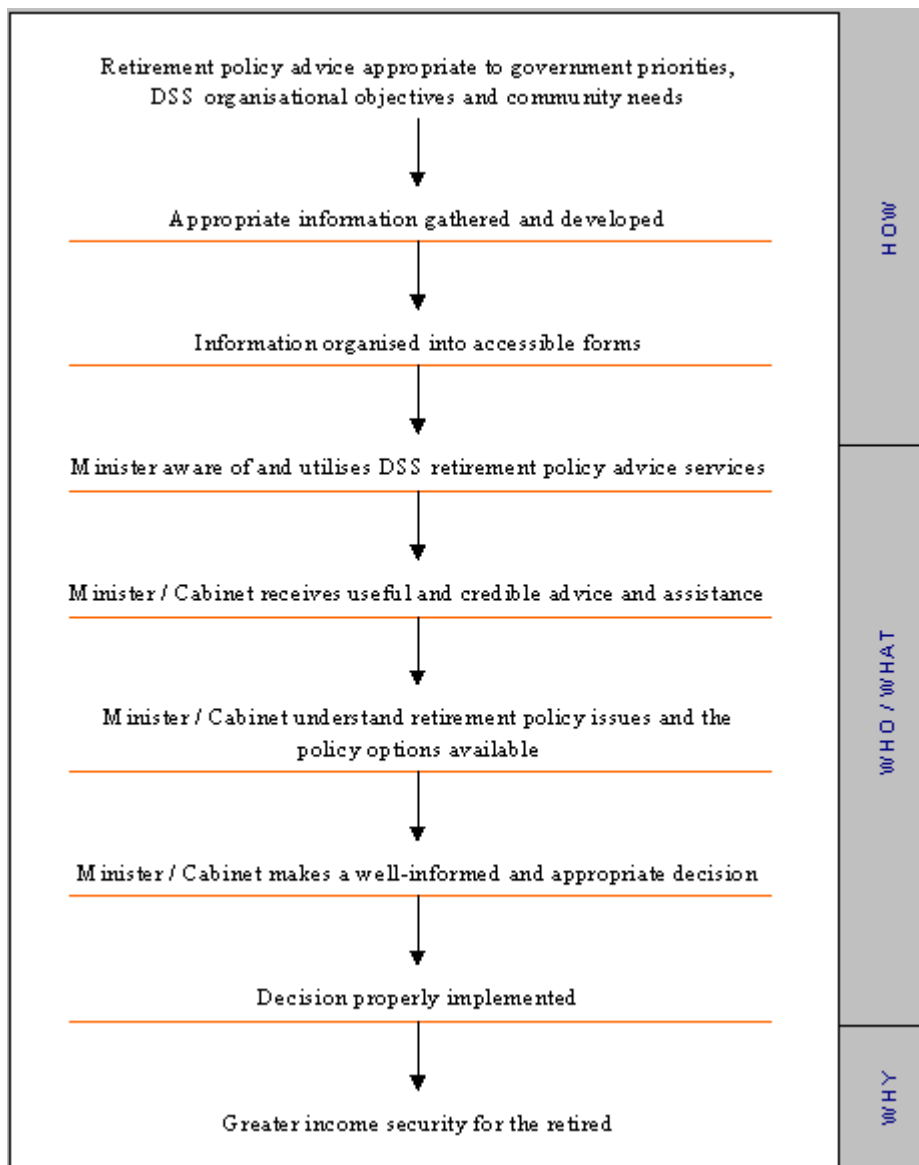 Retirement policy advice appropriate to government priorities,
DSS organisational objectives and community needs
Appropriate information gathered and developed
Information organised into accessible forms
HOW
Minister aware of and utilises DSS retirement policy advice services
Minister / Cabinet receives useful and credible advice and assistance
Minister / Cabinet understand retirement policy issues and the
policy options available
Minister / Cabinet makes a well-informed and appropriate decision
Decision properly implemented
WHO / WHAT
Greater income security for the retired
WHY